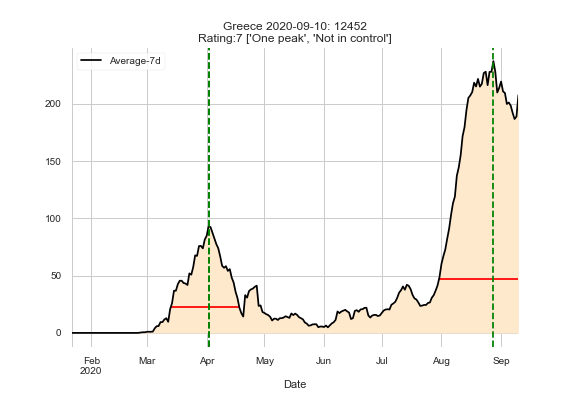 Greece 2020-09-10: 12452
Rating:7 ['One peak', 'Not in control']
Average-7d
200
150
100
50
0
Feb
2020
Mar
Apr
May
Jun
Jul
Aug
Sep
Date